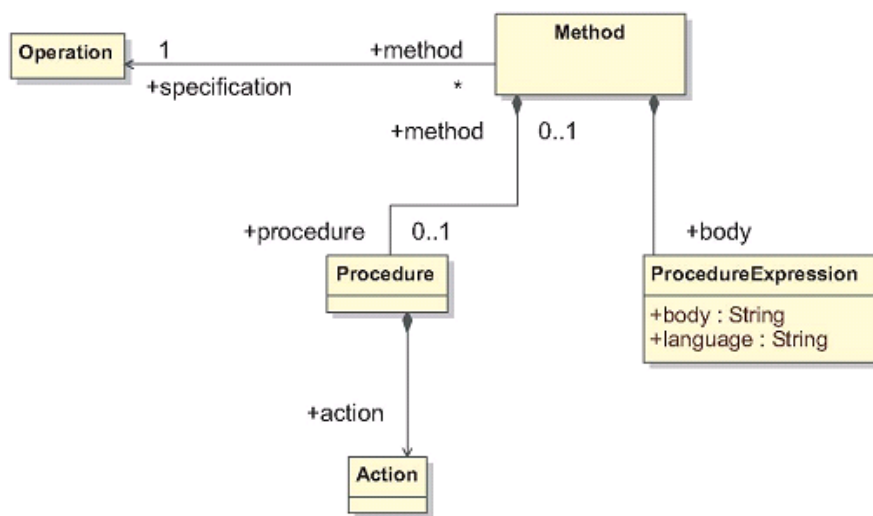 Method
Operation
1
+method
+specification
*
+method
0..1
+procedure
0..1
+body
Procedure
ProcedureExpression
+body : String
+language : String
+action
Action